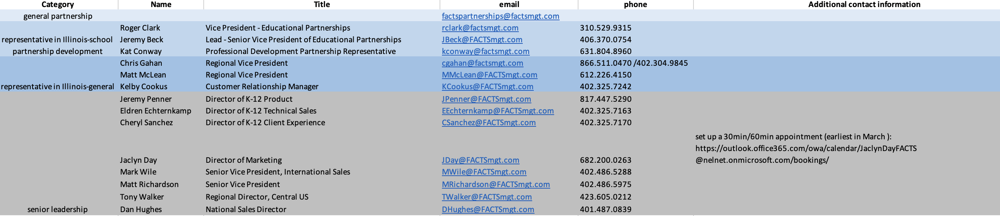 Category Name Title email phone Additional contact information
general partnership factspartnerships@factsmgt.com
Roger Clark Vice President - Educational Partnerships rclark@factsmgt.com 310.529.9315
representative in Illinois-school Jeremy Beck Lead - Senior Vice President of Educational Partnerships JBeck@FACTSmgt.com 406.370.0754
partnership development Kat Conway Professional Development Partnership Representative kconway@factsmgt.com 631.804.8960
Chris Gahan Regional Vice President cgahan@factsmgt.com 866.511.0470 /402.304.9845
Matt McLean Regional Vice President MMcLean@FACTSmgt.com 612.226.4150
representative in Illinois-general Kelby Cookus Customer Relationship Manager KCookus@FACTSmgt.com 402.325.7242
Jeremy Penner Director of K-12 Product JPenner@FACTSmgt.com 817.447.5290
Eldren Echternkamp Director of K-12 Technical Sales EEchternkamp@FACTSmgt.com 402.325.7163
Cheryl Sanchez Director of K-12 Client Experience CSanchez@FACTSmgt.com 402.325.7170
set up a 30min/60min appointment (earliest in March ):
https://outlook.office365.com/owa/calendar/JaclynDayFACTS
Jaclyn Day Director of Marketing JDay@FACTSmgt.com 682.200.0263 @nelnet.onmicrosoft.com/bookings/
Mark Wile Senior Vice President, International Sales MWile@FACTSmgt.com 402.486.5288
Matt Richardson Senior Vice President MRichardson@FACTSmgt.com 402.486.5975
Tony Walker Regional Director, Central US TWalker@FACTSmgt.com 423.605.0212
senior leadership Dan Hughes National Sales Director DHughes@FACTSmgt.com 401.487.0839